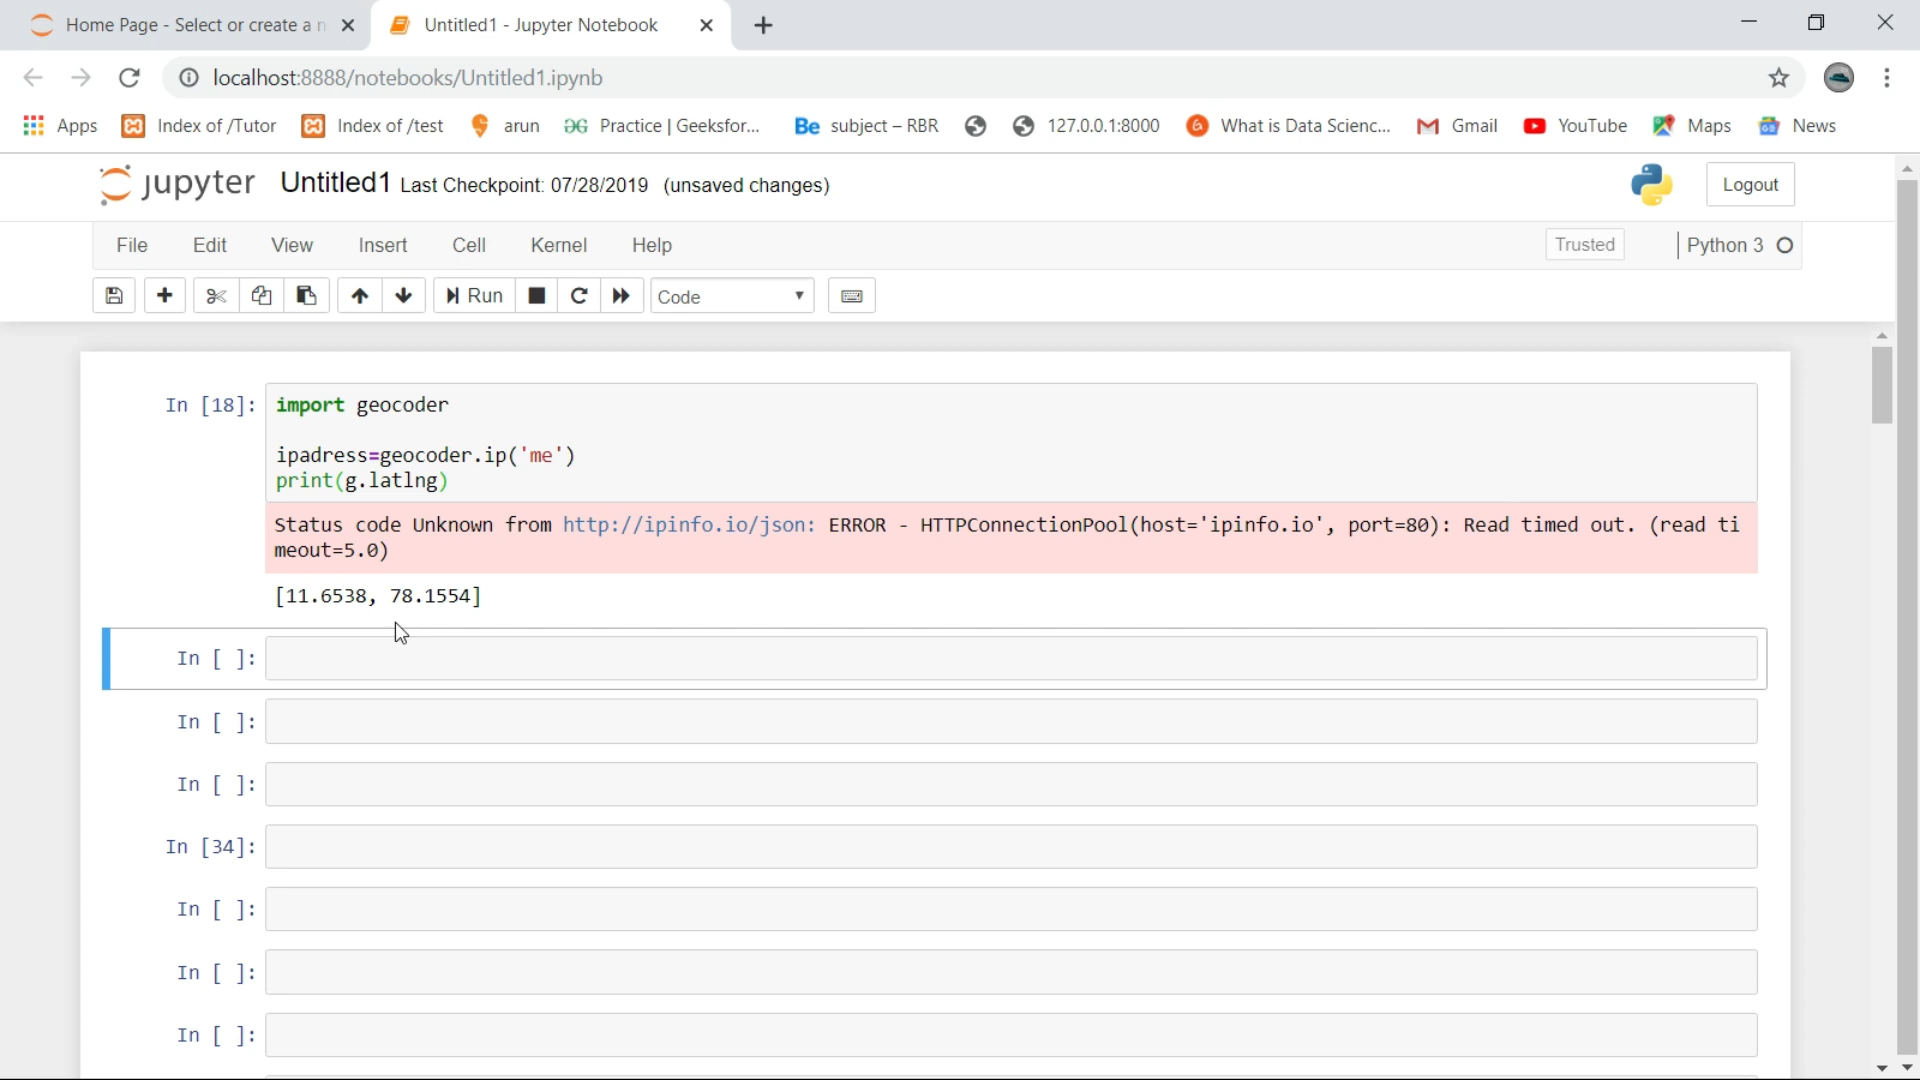 Home Page - Select or create a n
Untitled1 - Jupyter Notebook
localhost:8888/notebooks/Untitled1.ipynb
Apps
Index of /Tutor
Index of /test
arun
Practice | Geeksfor...
Be subject – RBR
127.0.0.1:8000
What is Data Scienc...
Gmail
YouTube
Maps
News
jupyter Untitled1 Last Checkpoint: 07/28/2019 (unsaved changes)
Logout
File Edit View Insert Cell Kernel Help
Trusted
Python 3
Run
Code
In [18]: import geocoder
ipadress=geocoder.ip('me')
print(g.latlng)
Status code Unknown from http://ipinfo.io/json: ERROR - HTTPConnectionPool(host='ipinfo.io', port=80): Read timed out. (read ti
meout=5.0)
[11.6538, 78.1554]
In [ ]:
In [ ]:
In [ ]:
In [34]:
In [ ]:
In [ ]:
In [ ]: